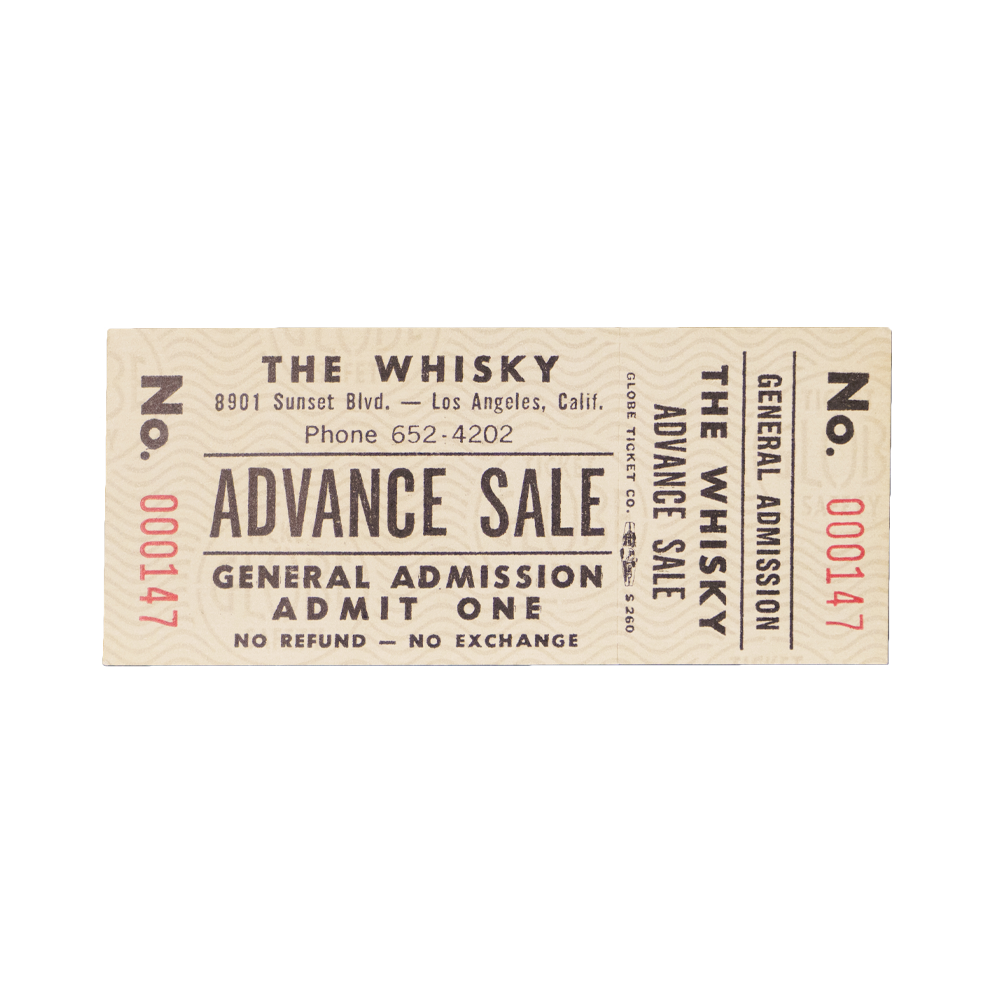 No. 000147
THE WHISKY
8901 Sunset Blvd. — Los Angeles, Calif.
Phone 652-4202
ADVANCE SALE
GENERAL ADMISSION
ADMIT ONE
NO REFUND — NO EXCHANGE
GLOBE TICKET CO. S 260
ADVANCE SALE
THE WHISKY
GENERAL ADMISSION
No. 000147